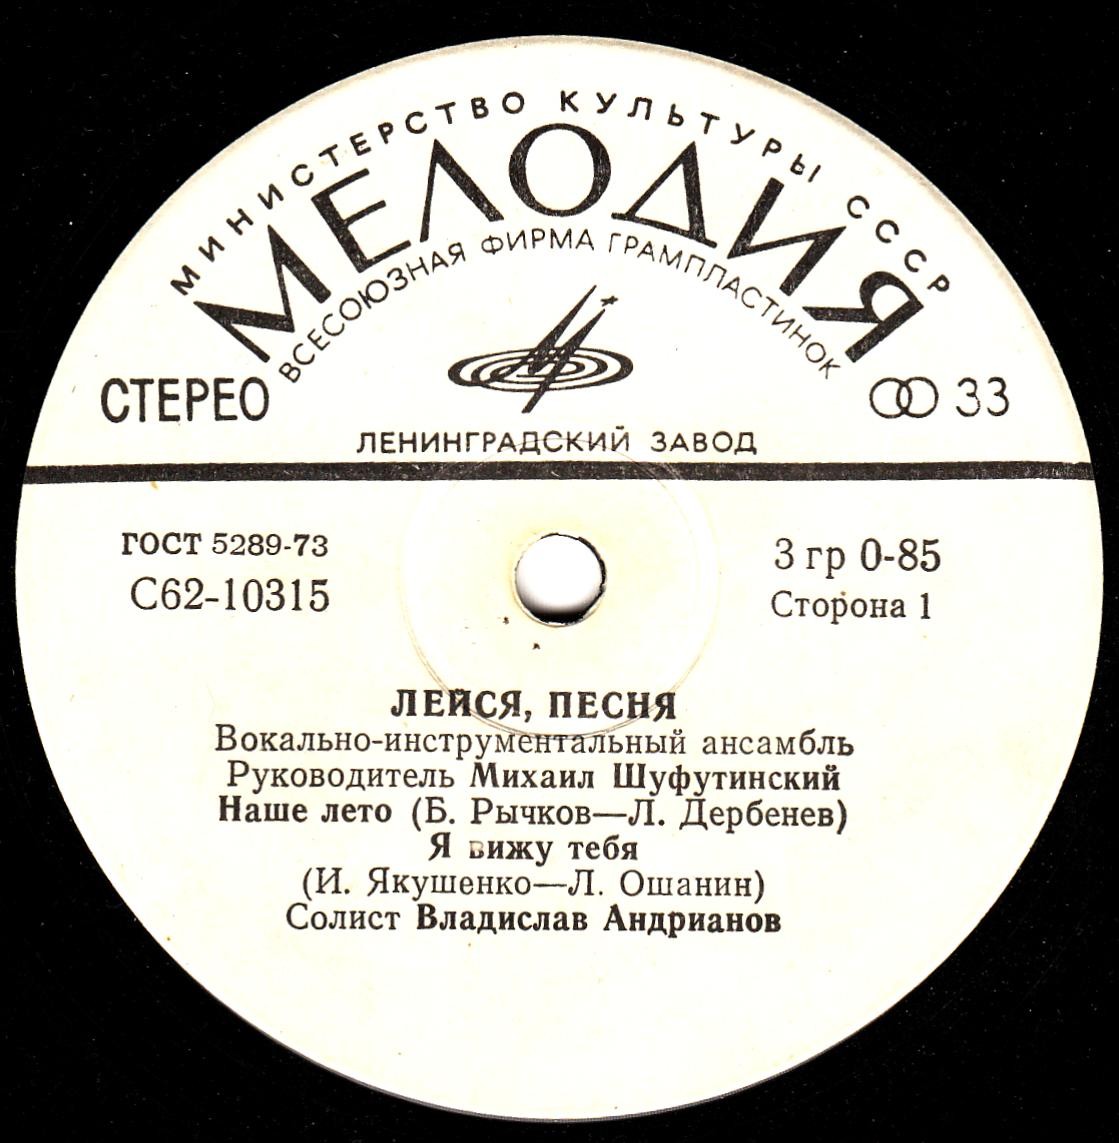 МИНИСТЕРСТВО КУЛЬТУРЫ СССР
МЕЛОДИЯ
ВСЕСОЮЗНАЯ ФИРМА ГРАМПЛАСТИНОК
СТЕРЕО
33
ЛЕНИНГРАДСКИЙ ЗАВОД
ГОСТ 5289-73
3 гр 0-85
С62-10315
Сторона 1
ЛЕЙСЯ, ПЕСНЯ
Вокально-инструментальный ансамбль
Руководитель Михаил Шуфутинский
Наше лето (Б. Рычков—Л. Дербенев)
Я вижу тебя
(И. Якушенко—Л. Ошанин)
Солист Владислав Андрианов